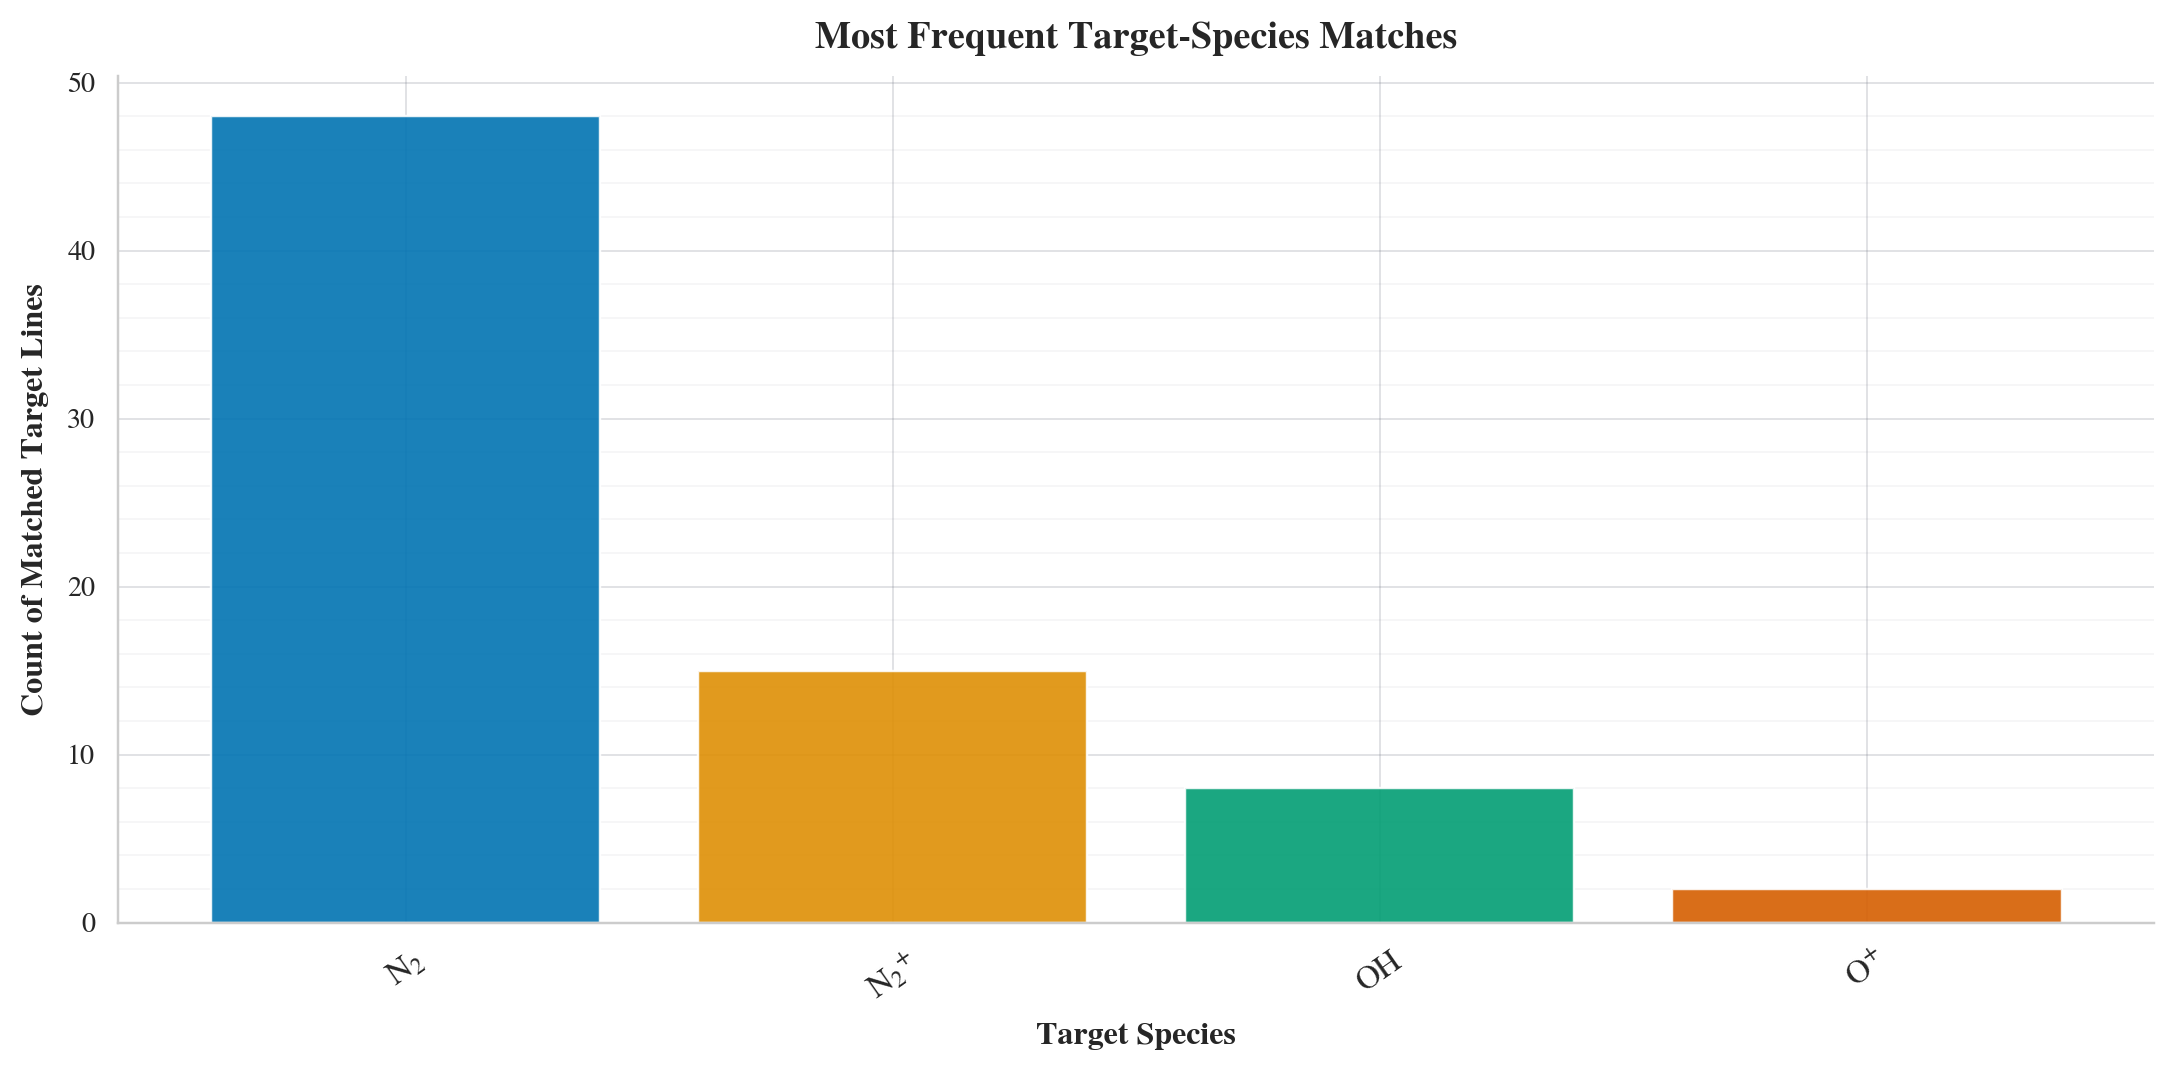 Most Frequent Target-Species Matches
Count of Matched Target Lines
50
40
30
20
10
0
N₂
N₂⁺
OH
O⁺
Target Species